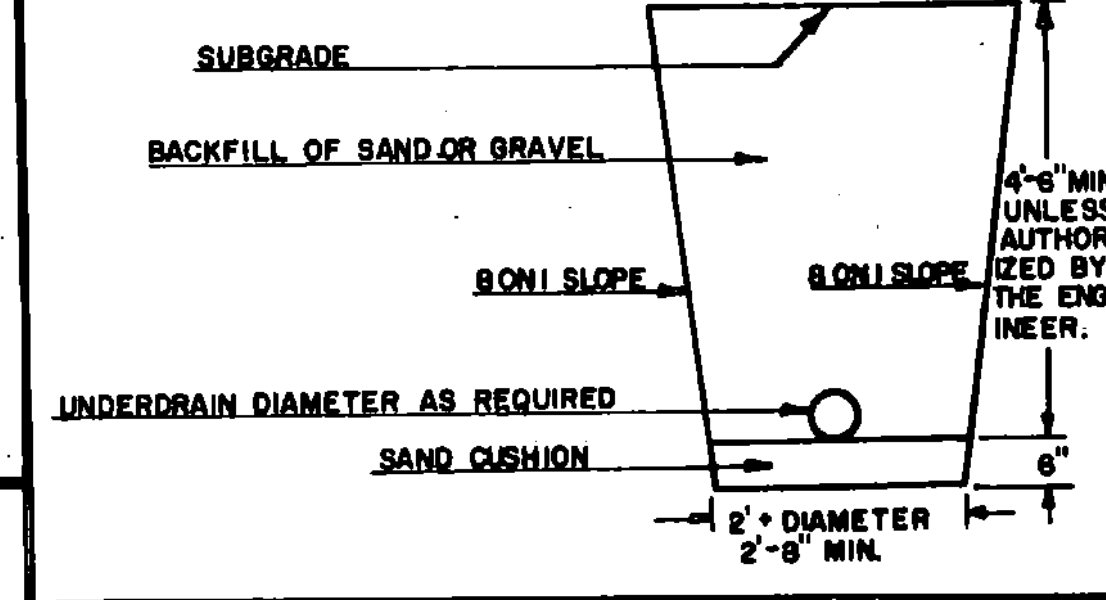 SUBGRADE
BACKFILL OF SAND OR GRAVEL
4'-6" MIN
UNLESS
AUTHOR
IZED BY
THE ENG
INEER.
8 ON 1 SLOPE
8 ON 1 SLOPE
UNDERDRAIN DIAMETER AS REQUIRED
SAND CUSHION
6"
2' + DIAMETER
2'-8" MIN.